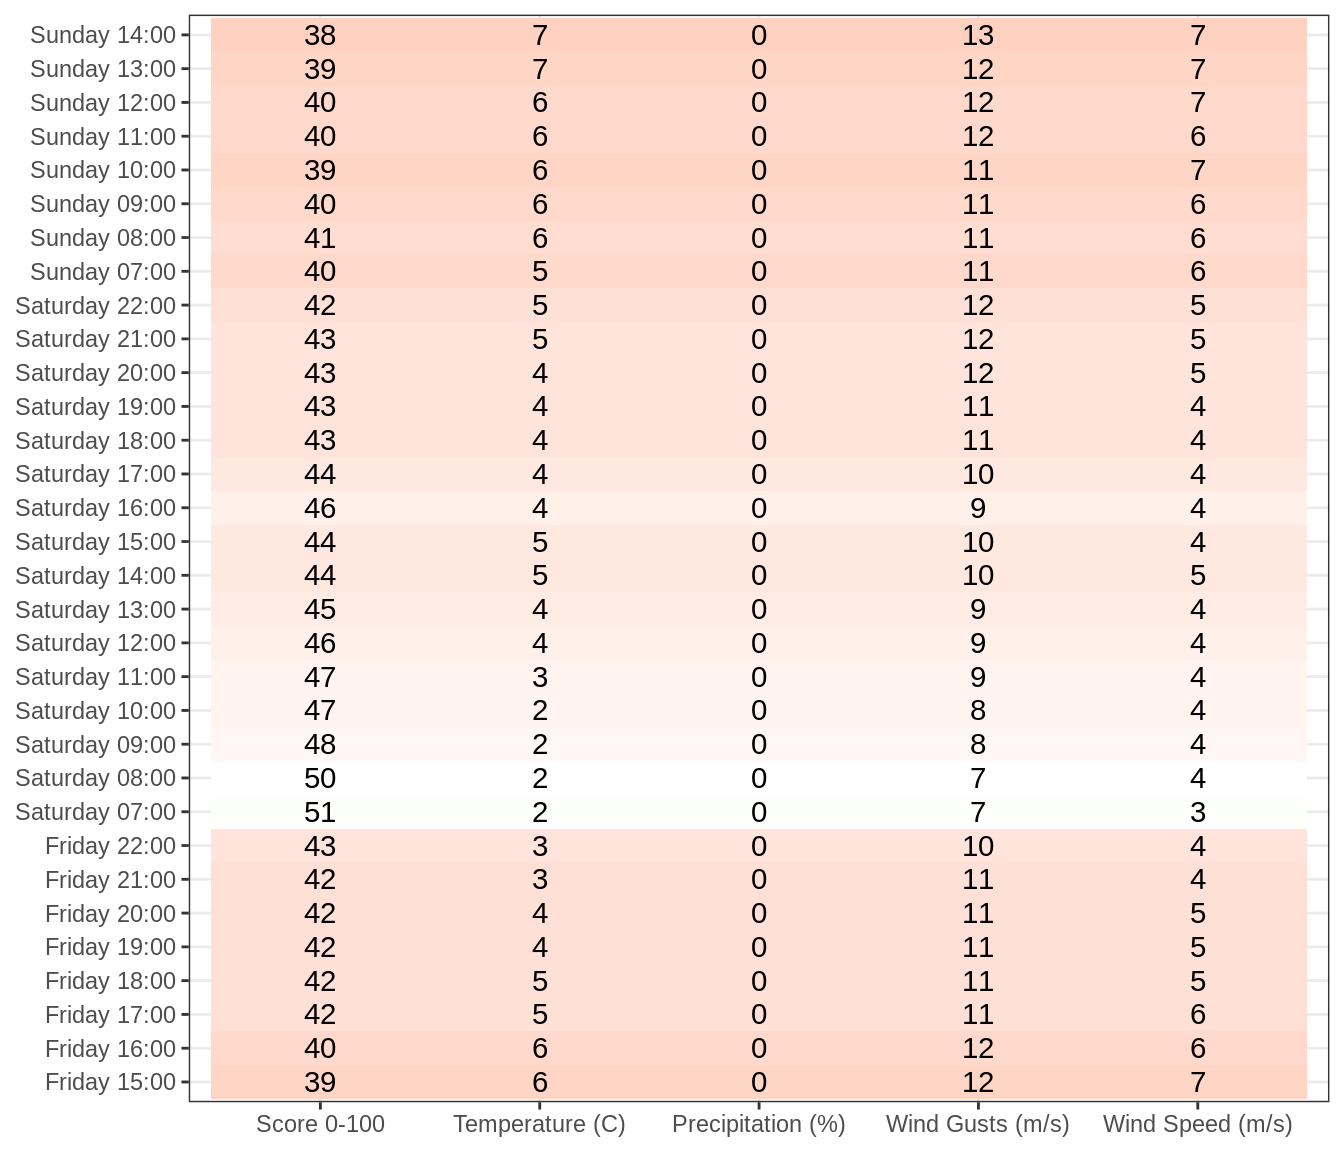 Sunday 14:00 38 7 0 13 7
Sunday 13:00 39 7 0 12 7
Sunday 12:00 40 6 0 12 7
Sunday 11:00 40 6 0 12 6
Sunday 10:00 39 6 0 11 7
Sunday 09:00 40 6 0 11 6
Sunday 08:00 41 6 0 11 6
Sunday 07:00 40 5 0 11 6
Saturday 22:00 42 5 0 12 5
Saturday 21:00 43 5 0 12 5
Saturday 20:00 43 4 0 12 5
Saturday 19:00 43 4 0 11 4
Saturday 18:00 43 4 0 11 4
Saturday 17:00 44 4 0 10 4
Saturday 16:00 46 4 0 9 4
Saturday 15:00 44 5 0 10 4
Saturday 14:00 44 5 0 10 5
Saturday 13:00 45 4 0 9 4
Saturday 12:00 46 4 0 9 4
Saturday 11:00 47 3 0 9 4
Saturday 10:00 47 2 0 8 4
Saturday 09:00 48 2 0 8 4
Saturday 08:00 50 2 0 7 4
Saturday 07:00 51 2 0 7 3
Friday 22:00 43 3 0 10 4
Friday 21:00 42 3 0 11 4
Friday 20:00 42 4 0 11 5
Friday 19:00 42 4 0 11 5
Friday 18:00 42 5 0 11 5
Friday 17:00 42 5 0 11 6
Friday 16:00 40 6 0 12 6
Friday 15:00 39 6 0 12 7
Score 0-100 Temperature (C) Precipitation (%) Wind Gusts (m/s) Wind Speed (m/s)